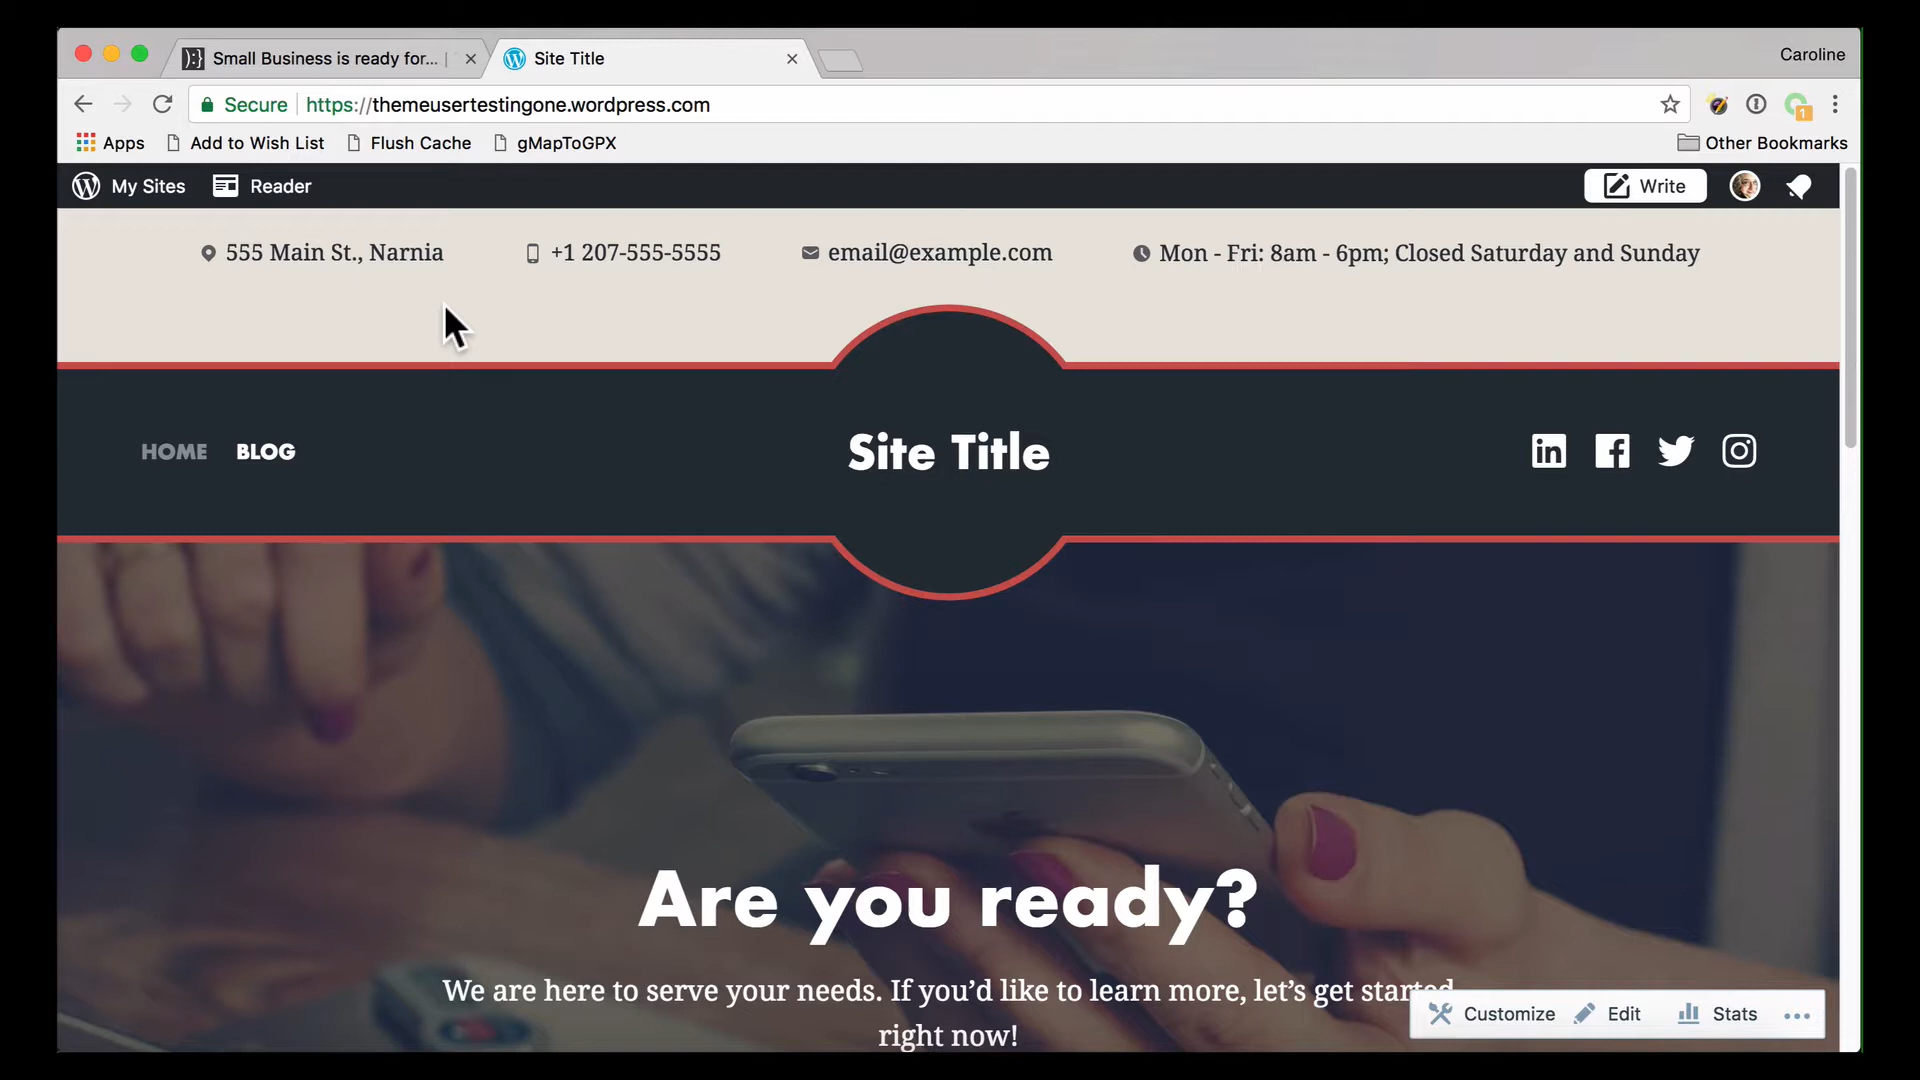 ):} Small Business is ready for... |
Site Title
Caroline
Secure https://themeusertestingone.wordpress.com
1
Apps Add to Wish List Flush Cache gMapToGPX Other Bookmarks
My Sites Reader Write
555 Main St., Narnia +1 207-555-5555 email@example.com Mon - Fri: 8am - 6pm; Closed Saturday and Sunday
HOME BLOG Site Title
Are you ready?
We are here to serve your needs. If you’d like to learn more, let’s get started
right now!
Customize Edit Stats ...